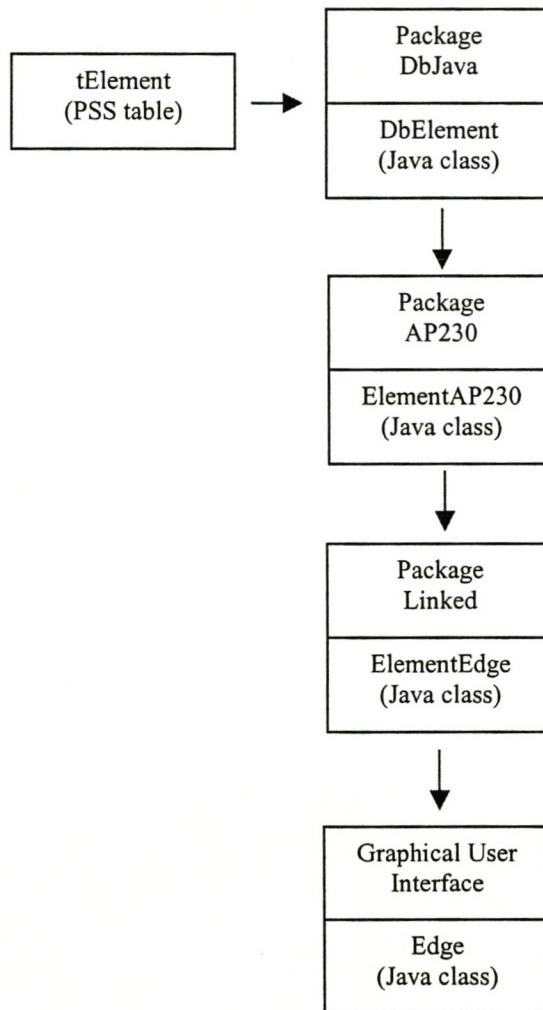 tElement
(PSS table)
Package
DbJava
DbElement
(Java class)
Package
AP230
ElementAP230
(Java class)
Package
Linked
ElementEdge
(Java class)
Graphical User
Interface
Edge
(Java class)